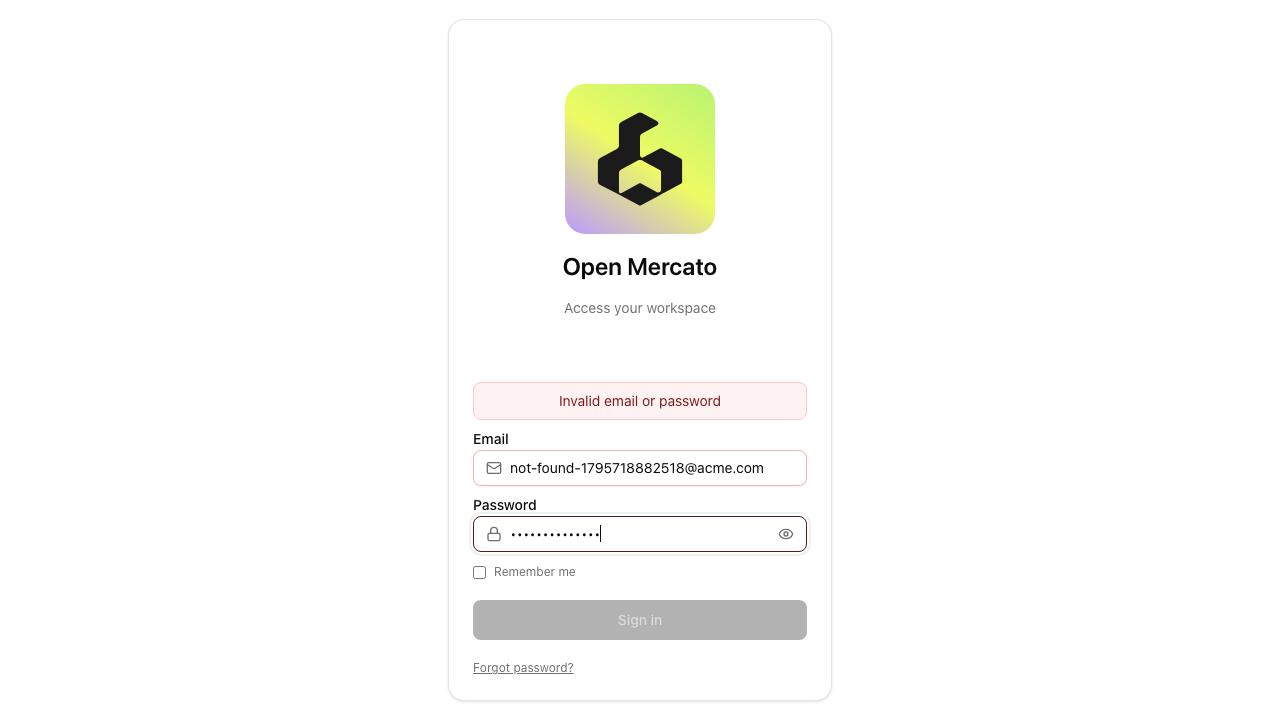 Open Mercato
Access your workspace
Invalid email or password
Email
not-found-1795718882518@acme.com
Password
••••••••••••••
Remember me
Sign in
Forgot password?